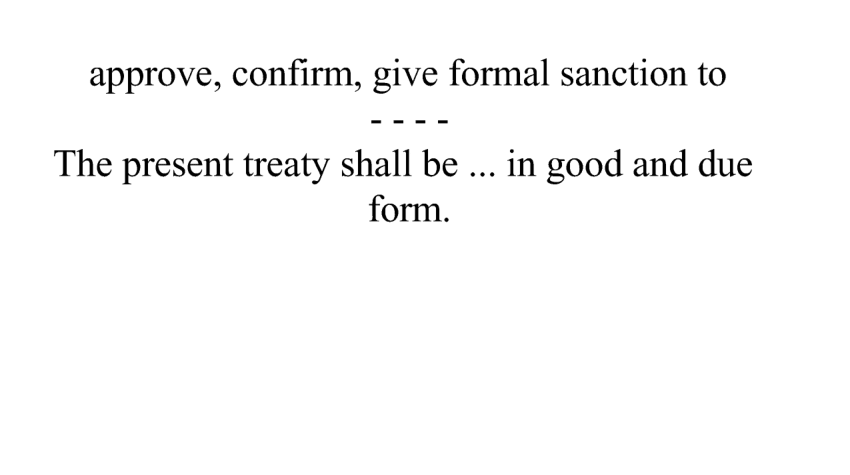 approve, confirm, give formal sanction to
- - - -
The present treaty shall be ... in good and due
form.